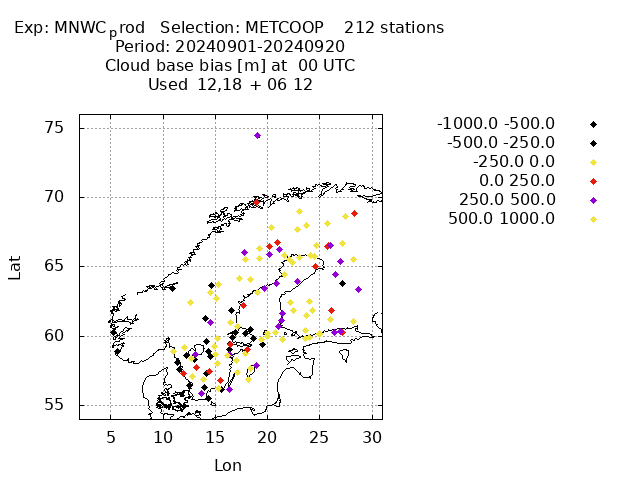 Exp: MNWCprod   Selection: METCOOP    212 stations
Period: 20240901-20240920
Cloud base bias [m] at  00 UTC
Used  12,18  + 06 12
-1000.0 -500.0
-500.0 -250.0
-250.0 0.0
0.0 250.0
250.0 500.0
500.0 1000.0
75
70
65
60
55
Lat
5 10 15 20 25 30
Lon